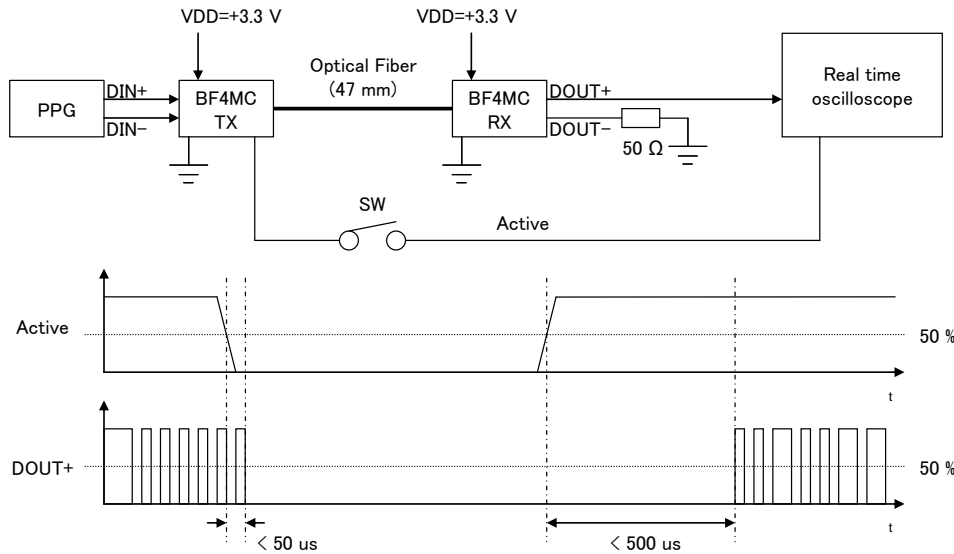 VDD=+3.3 V
VDD=+3.3 V
PPG
DIN+
DIN-
BF4MC
TX
Optical Fiber
(47 mm)
BF4MC
RX
DOUT+
DOUT-
50 Ω
Real time
oscilloscope
SW
Active
Active
50 %
t
DOUT+
50 %
t
< 50 us
< 500 us